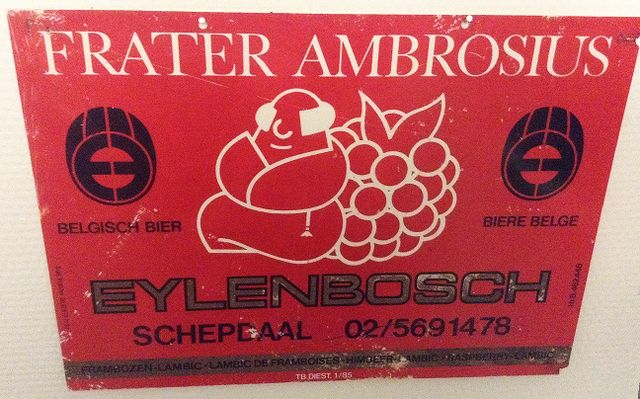 FRATER AMBROSIUS
BELGISCH BIER
BIERE BELGE
EYLENBOSCH
SCHEPDAAL 02/5691478
FRAMBOZEN-LAMBIC - LAMBIC DE FRAMBOISES - HIMBEER-LAMBIC - RASPBERRY-LAMBIC
TB.DIEST. 1/85